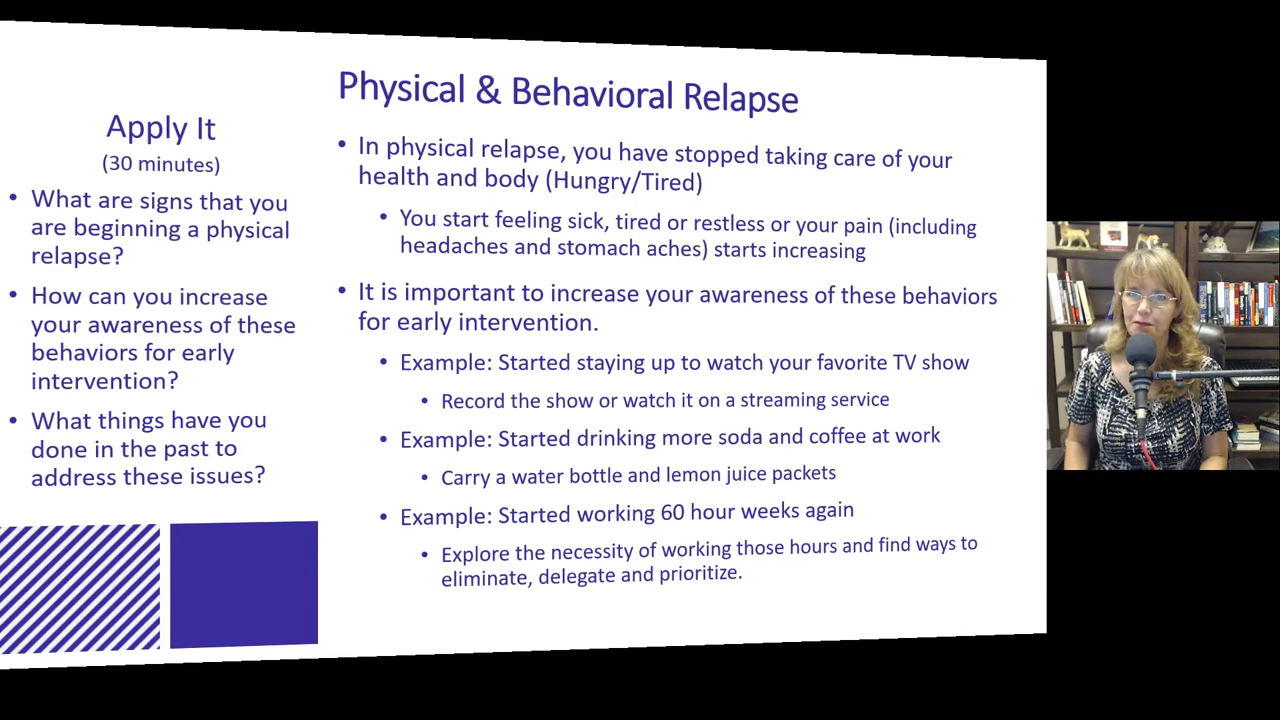 Apply It
(30 minutes)
• What are signs that you
are beginning a physical
relapse?
• How can you increase
your awareness of these
behaviors for early
intervention?
• What things have you
done in the past to
address these issues?
Physical & Behavioral Relapse
• In physical relapse, you have stopped taking care of your
health and body (Hungry/Tired)
• You start feeling sick, tired or restless or your pain (including
headaches and stomach aches) starts increasing
• It is important to increase your awareness of these behaviors
for early intervention.
• Example: Started staying up to watch your favorite TV show
• Record the show or watch it on a streaming service
• Example: Started drinking more soda and coffee at work
• Carry a water bottle and lemon juice packets
• Example: Started working 60 hour weeks again
• Explore the necessity of working those hours and find ways to
eliminate, delegate and prioritize.